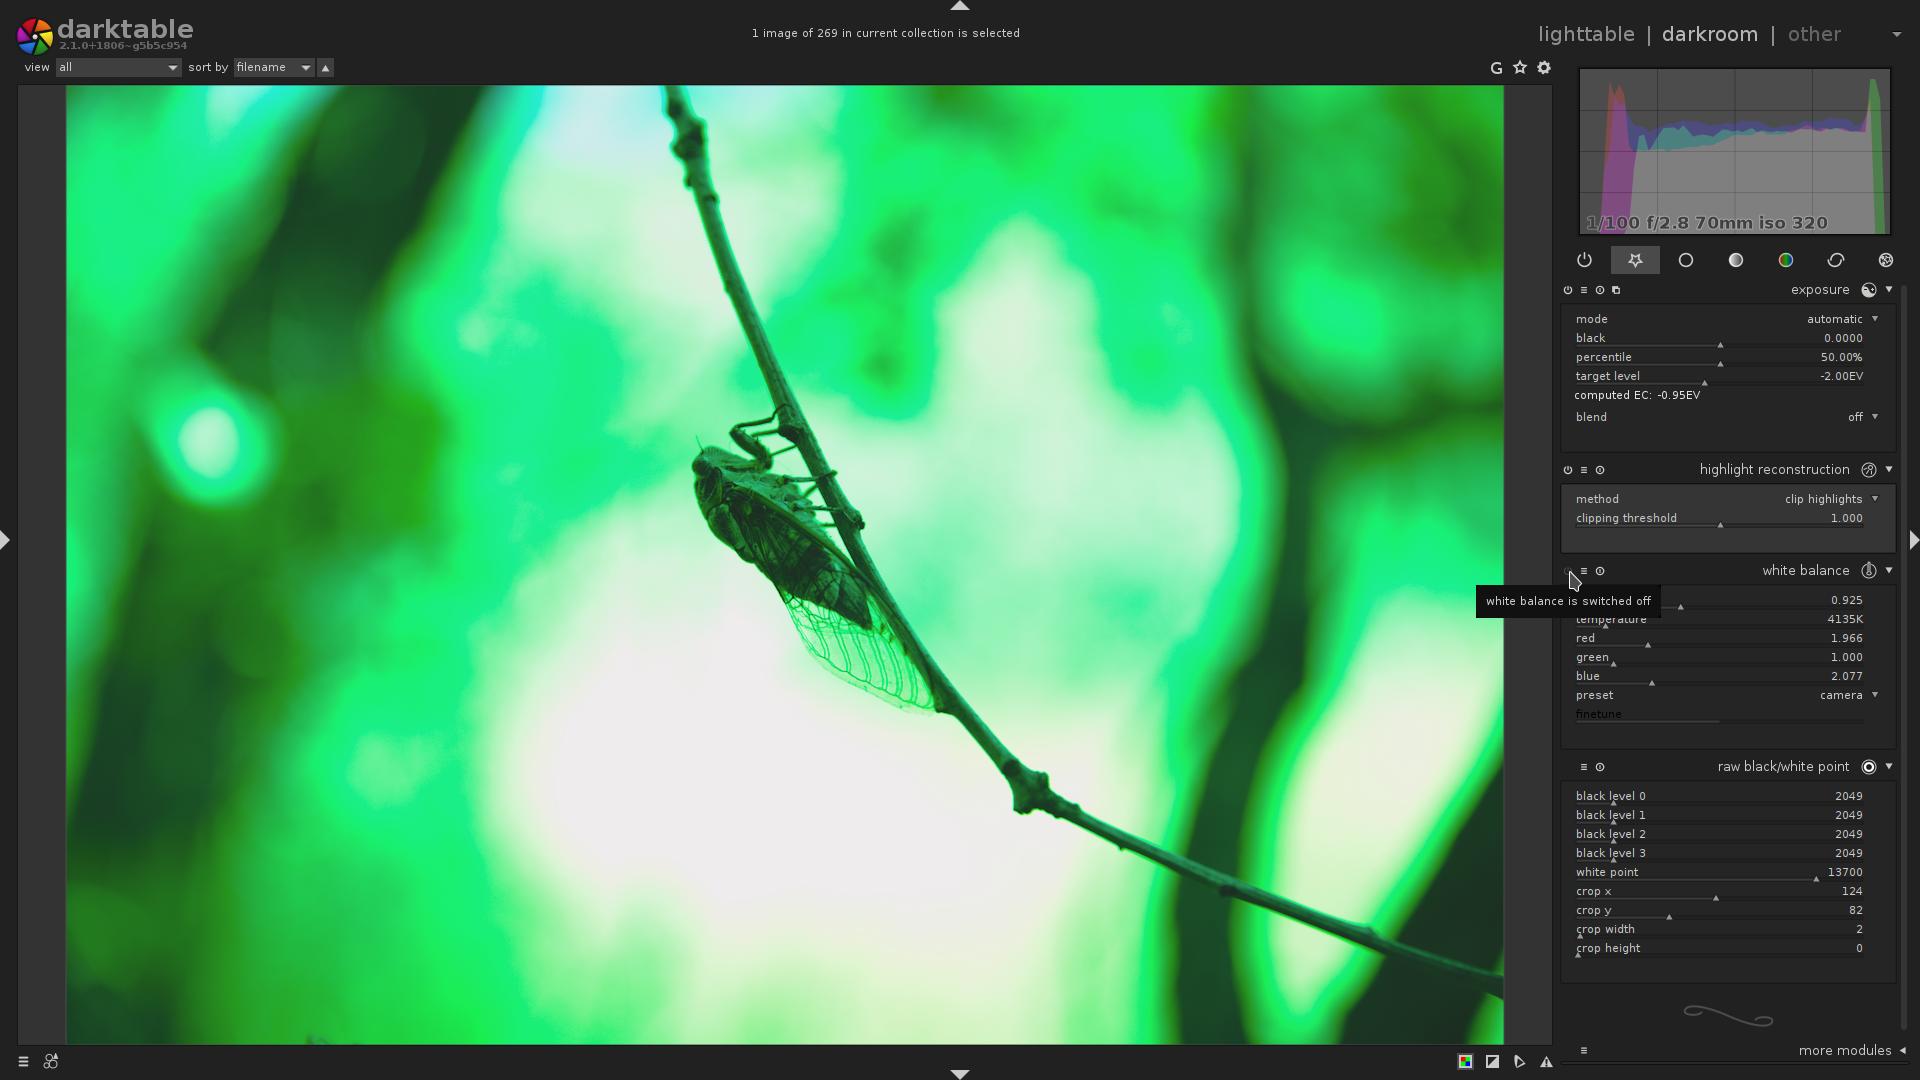 darktable
2.1.0+1806~g5b5c954
1 image of 269 in current collection is selected
lighttable | darkroom | other
view all sort by filename
G
1/100 f/2.8 70mm iso 320
exposure
mode automatic
black 0.0000
percentile 50.00%
target level -2.00EV
computed EC: -0.95EV
blend off
highlight reconstruction
method clip highlights
clipping threshold 1.000
white balance
white balance is switched off
0.925
temperature 4135K
red 1.966
green 1.000
blue 2.077
preset camera
finetune
raw black/white point
black level 0 2049
black level 1 2049
black level 2 2049
black level 3 2049
white point 13700
crop x 124
crop y 82
crop width 2
crop height 0
more modules